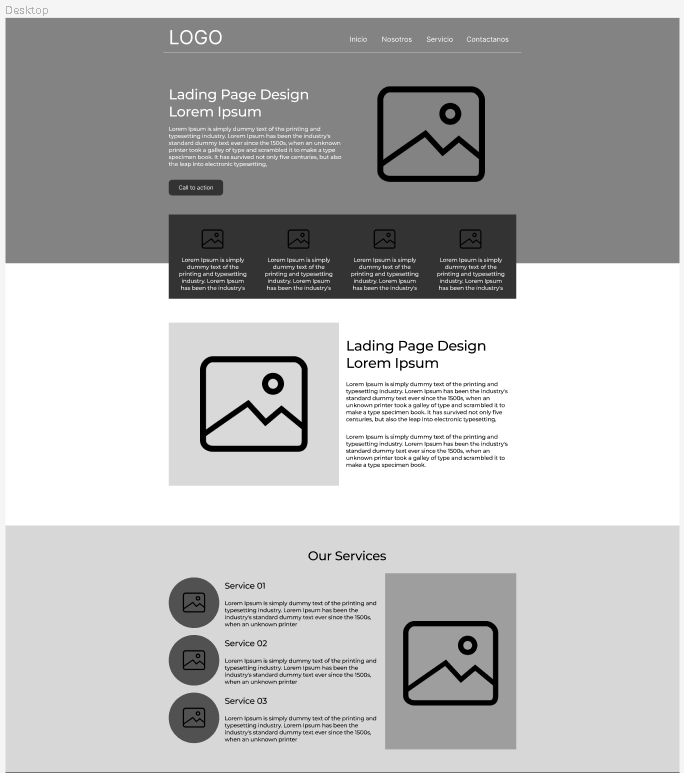 Desktop
LOGO
Inicio Nosotros Servicio Contactanos
Lading Page Design
Lorem Ipsum
Lorem Ipsum is simply dummy text of the printing and
typesetting industry. Lorem Ipsum has been the industry's
standard dummy text ever since the 1500s, when an unknown
printer took a galley of type and scrambled it to make a type
specimen book. It has survived not only five centuries, but also
the leap into electronic typesetting,
Call to action
Lorem Ipsum is simply
dummy text of the
printing and typesetting
industry. Lorem Ipsum
has been the industry's
Lorem Ipsum is simply
dummy text of the
printing and typesetting
industry. Lorem Ipsum
has been the industry's
Lorem Ipsum is simply
dummy text of the
printing and typesetting
industry. Lorem Ipsum
has been the industry's
Lorem Ipsum is simply
dummy text of the
printing and typesetting
industry. Lorem Ipsum
has been the industry's
Lading Page Design
Lorem Ipsum
Lorem Ipsum is simply dummy text of the printing and
typesetting industry. Lorem Ipsum has been the industry's
standard dummy text ever since the 1500s, when an
unknown printer took a galley of type and scrambled it to
make a type specimen book. It has survived not only five
centuries, but also the leap into electronic typesetting,
Lorem Ipsum is simply dummy text of the printing and
typesetting industry. Lorem Ipsum has been the industry's
standard dummy text ever since the 1500s, when an
unknown printer took a galley of type and scrambled it to
make a type specimen book.
Our Services
Service 01
Lorem Ipsum is simply dummy text of the printing and
typesetting industry. Lorem Ipsum has been the
industry's standard dummy text ever since the 1500s,
when an unknown printer
Service 02
Lorem Ipsum is simply dummy text of the printing and
typesetting industry. Lorem Ipsum has been the
industry's standard dummy text ever since the 1500s,
when an unknown printer
Service 03
Lorem Ipsum is simply dummy text of the printing and
typesetting industry. Lorem Ipsum has been the
industry's standard dummy text ever since the 1500s,
when an unknown printer